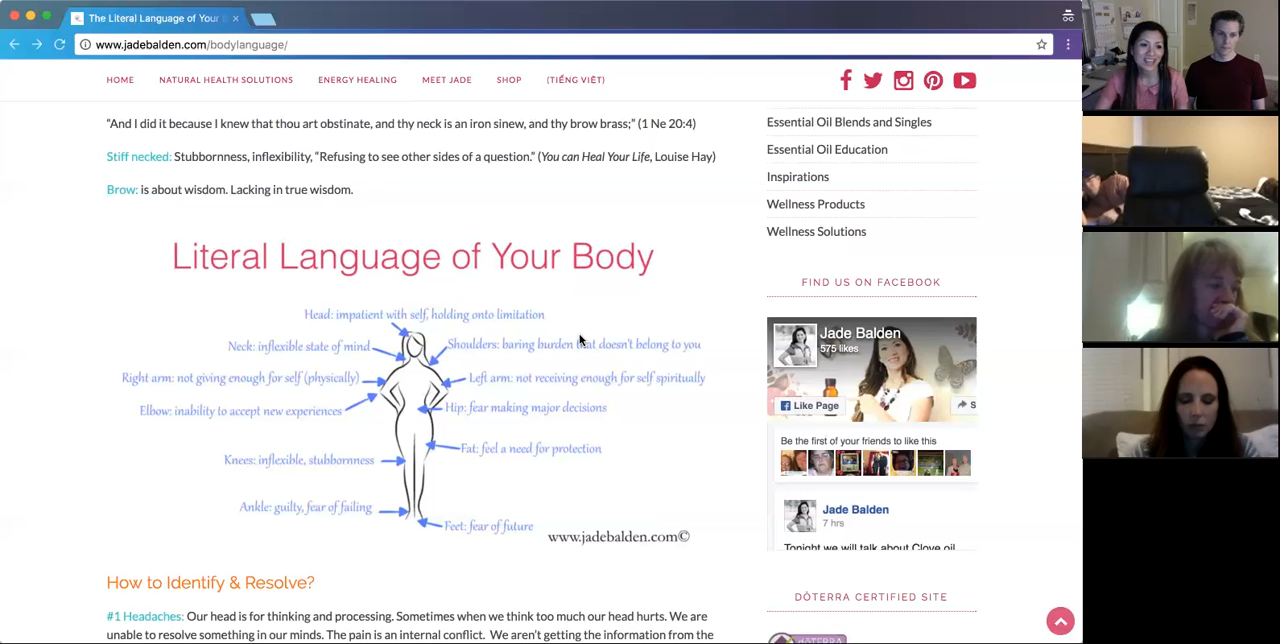 The Literal Language of Your
www.jadebalden.com/bodylanguage/
HOME NATURAL HEALTH SOLUTIONS ENERGY HEALING MEET JADE SHOP (TIẾNG VIỆT)
"And I did it because I knew that thou art obstinate, and thy neck is an iron sinew, and thy brow brass;" (1 Ne 20:4)
Stiff necked: Stubbornness, inflexibility, "Refusing to see other sides of a question." (You can Heal Your Life, Louise Hay)
Brow: is about wisdom. Lacking in true wisdom.
Literal Language of Your Body
Head: impatient with self, holding onto limitation
Neck: inflexible state of mind
Shoulders: baring burden that doesn't belong to you
Right arm: not giving enough for self (physically)
Left arm: not receiving enough for self spiritually
Elbow: inability to accept new experiences
Hip: fear making major decisions
Fat: feel a need for protection
Knees: inflexible, stubbornness
Ankle: guilty, fear of failing
Feet: fear of future
www.jadebalden.com©
How to Identify & Resolve?
#1 Headaches: Our head is for thinking and processing. Sometimes when we think too much our head hurts. We are
unable to resolve something in our minds. The pain is an internal conflict. We aren't getting the information from the
Essential Oil Blends and Singles
Essential Oil Education
Inspirations
Wellness Products
Wellness Solutions
FIND US ON FACEBOOK
Jade Balden
575 likes
Like Page
S
Be the first of your friends to like this
Jade Balden
7 hrs
Tonight we will talk about Clove oil
DŌTERRA CERTIFIED SITE
dōTERRA